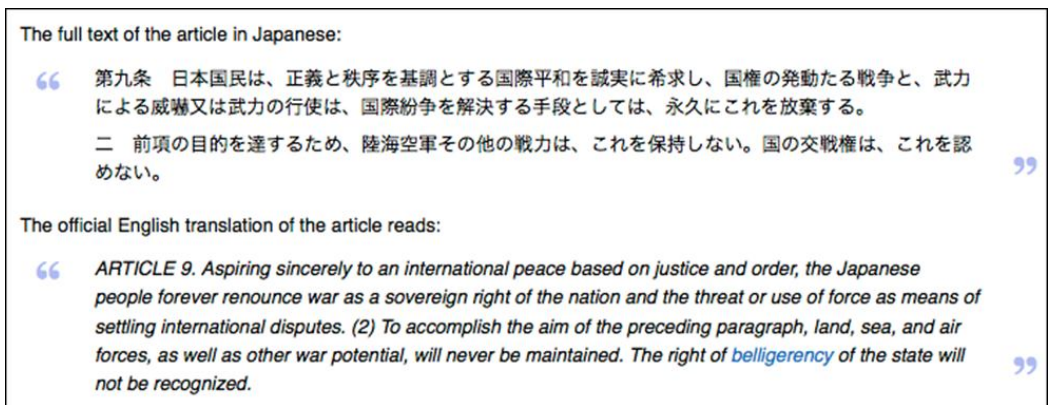 The full text of the article in Japanese:
“ 第九条　日本国民は、正義と秩序を基調とする国際平和を誠実に希求し、国権の発動たる戦争と、武力
による威嚇又は武力の行使は、国際紛争を解決する手段としては、永久にこれを放棄する。
二　前項の目的を達するため、陸海空軍その他の戦力は、これを保持しない。国の交戦権は、これを認
めない。 ”
The official English translation of the article reads:
“ ARTICLE 9. Aspiring sincerely to an international peace based on justice and order, the Japanese
people forever renounce war as a sovereign right of the nation and the threat or use of force as means of
settling international disputes. (2) To accomplish the aim of the preceding paragraph, land, sea, and air
forces, as well as other war potential, will never be maintained. The right of belligerency of the state will
not be recognized. ”